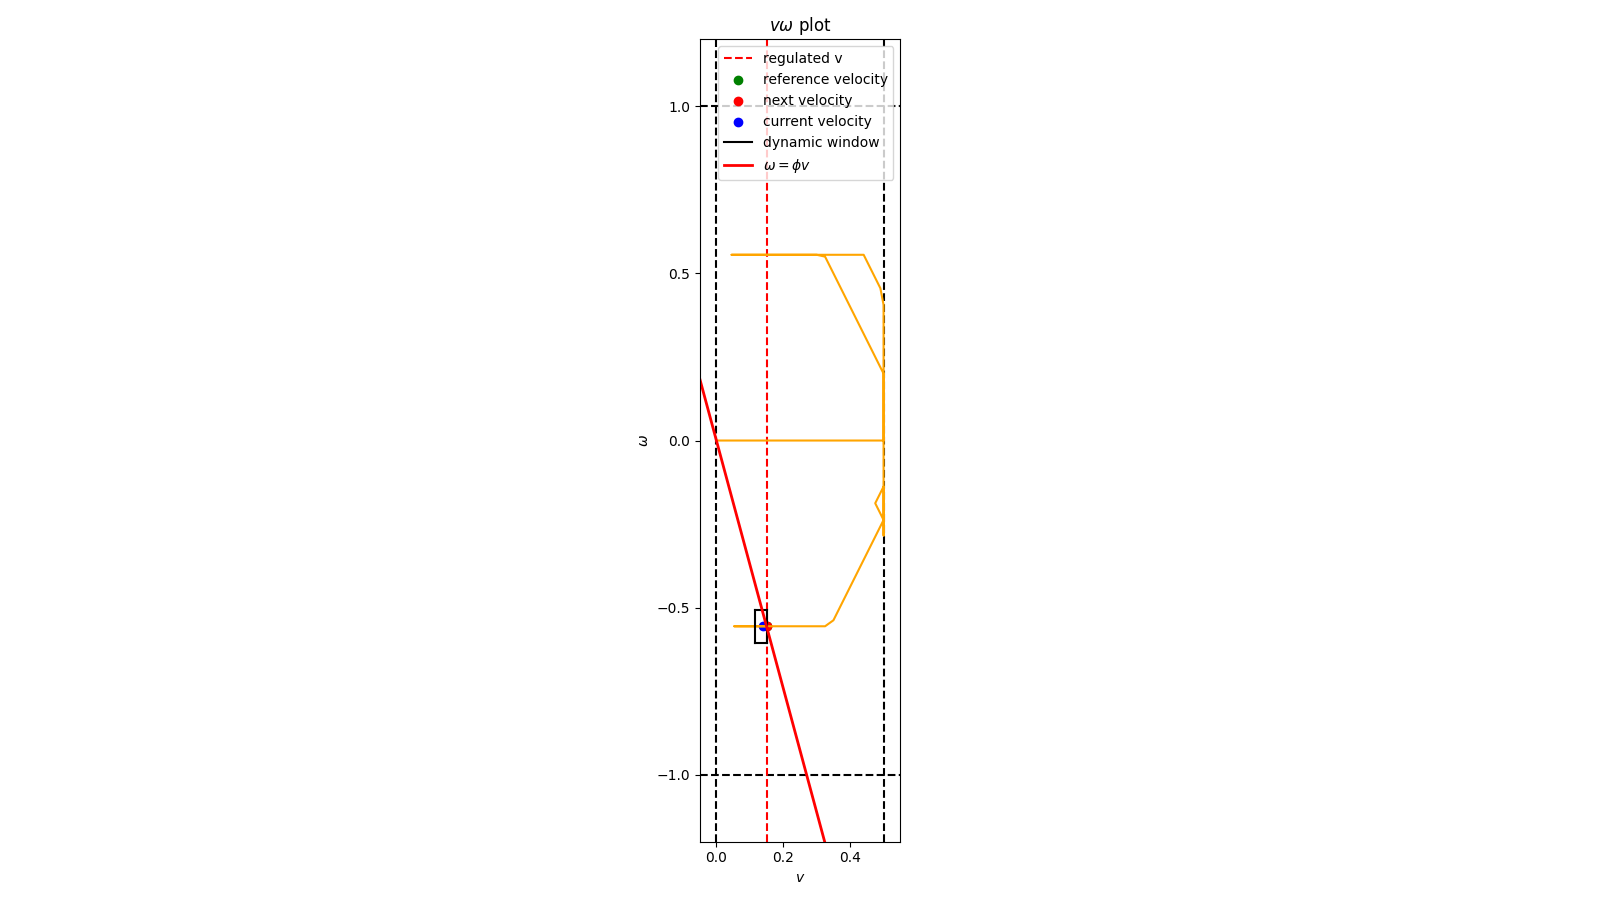 vω plot
regulated v
reference velocity
next velocity
current velocity
dynamic window
ω = ϕv
1.0
0.5
0.0
−0.5
−1.0
ω
0.0 0.2 0.4
v